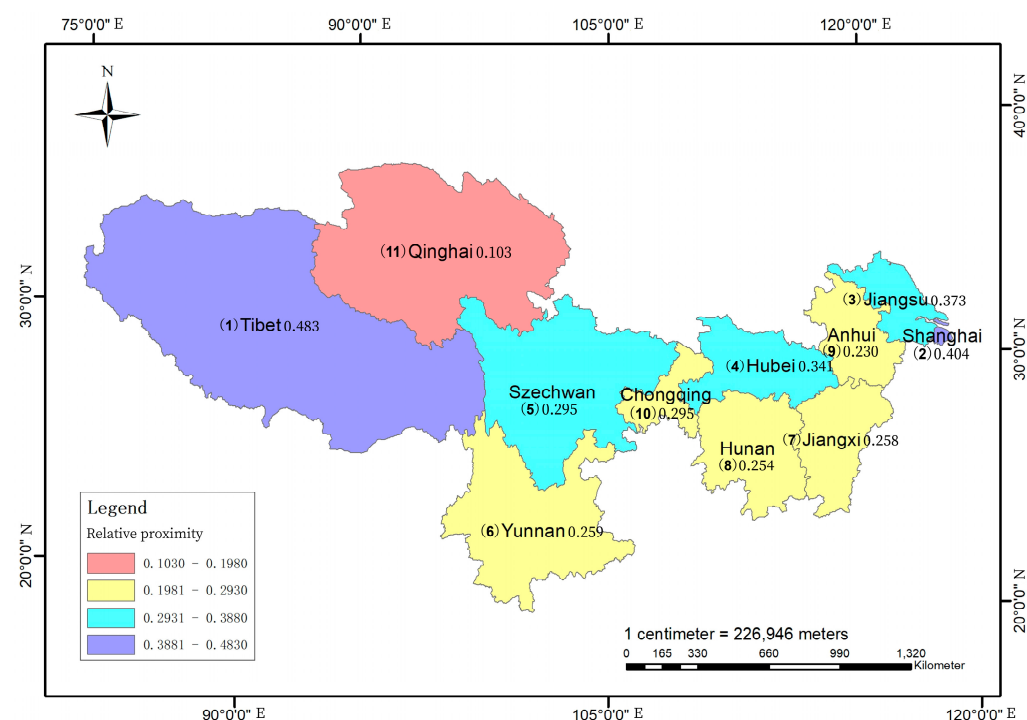 75°0'0" E
90°0'0" E
105°0'0" E
120°0'0" E
N
40°0'0" N
30°0'0" N
30°0'0" N
20°0'0" N
20°0'0" N
(11)Qinghai 0.103
(1)Tibet 0.483
(3)Jiangsu 0.373
Shanghai
(2)0.404
Anhui
(9)0.230
(4)Hubei 0.341
Szechwan
(5)0.295
Chongqing
(10)0.295
Hunan
(8)0.254
(7)Jiangxi 0.258
(6)Yunnan 0.259
Legend
Relative proximity
0.1030 - 0.1980
0.1981 - 0.2930
0.2931 - 0.3880
0.3881 - 0.4830
1 centimeter = 226,946 meters
0 165 330 660 990 1,320
Kilometer
90°0'0" E
105°0'0" E
120°0'0" E